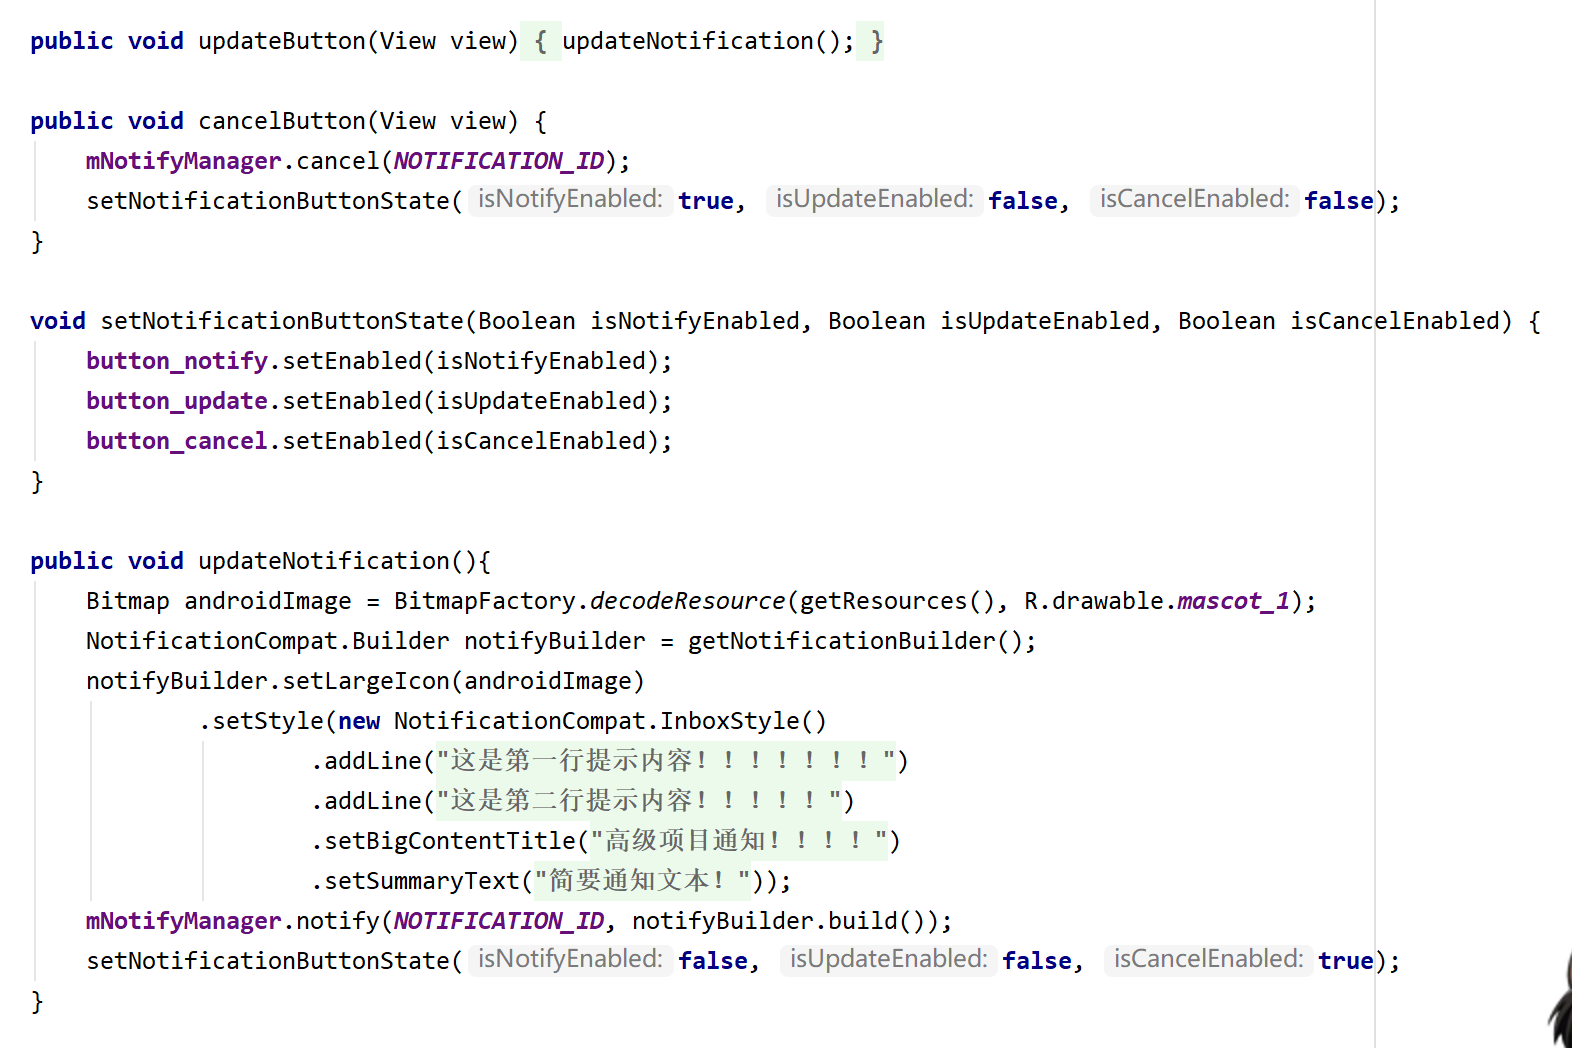 public void updateButton(View view) { updateNotification(); }
public void cancelButton(View view) {
mNotifyManager.cancel(NOTIFICATION_ID);
setNotificationButtonState( isNotifyEnabled: true, isUpdateEnabled: false, isCancelEnabled: false);
}
void setNotificationButtonState(Boolean isNotifyEnabled, Boolean isUpdateEnabled, Boolean isCancelEnabled) {
button_notify.setEnabled(isNotifyEnabled);
button_update.setEnabled(isUpdateEnabled);
button_cancel.setEnabled(isCancelEnabled);
}
public void updateNotification(){
Bitmap androidImage = BitmapFactory.decodeResource(getResources(), R.drawable.mascot_1);
NotificationCompat.Builder notifyBuilder = getNotificationBuilder();
notifyBuilder.setLargeIcon(androidImage)
.setStyle(new NotificationCompat.InboxStyle()
.addLine("这是第一行提示内容！！！！！！！")
.addLine("这是第二行提示内容！！！！！")
.setBigContentTitle("高级项目通知！！！！")
.setSummaryText("简要通知文本！"));
mNotifyManager.notify(NOTIFICATION_ID, notifyBuilder.build());
setNotificationButtonState( isNotifyEnabled: false, isUpdateEnabled: false, isCancelEnabled: true);
}